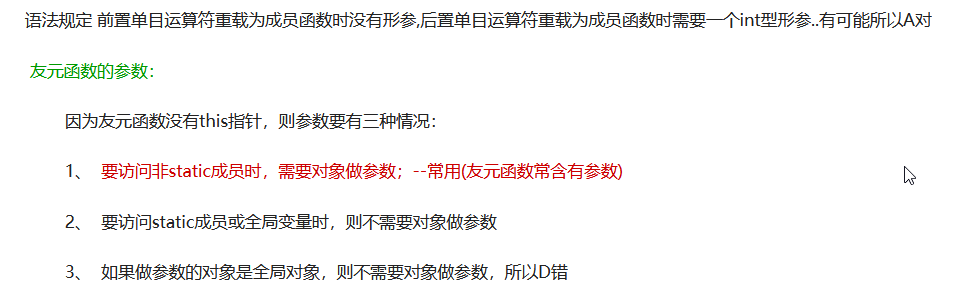 语法规定 前置单目运算符重载为成员函数时没有形参,后置单目运算符重载为成员函数时需要一个int型形参..有可能所以A对
友元函数的参数：
因为友元函数没有this指针，则参数要有三种情况：
1、 要访问非static成员时，需要对象做参数；--常用(友元函数常含有参数)
2、 要访问static成员或全局变量时，则不需要对象做参数
3、 如果做参数的对象是全局对象，则不需要对象做参数，所以D错